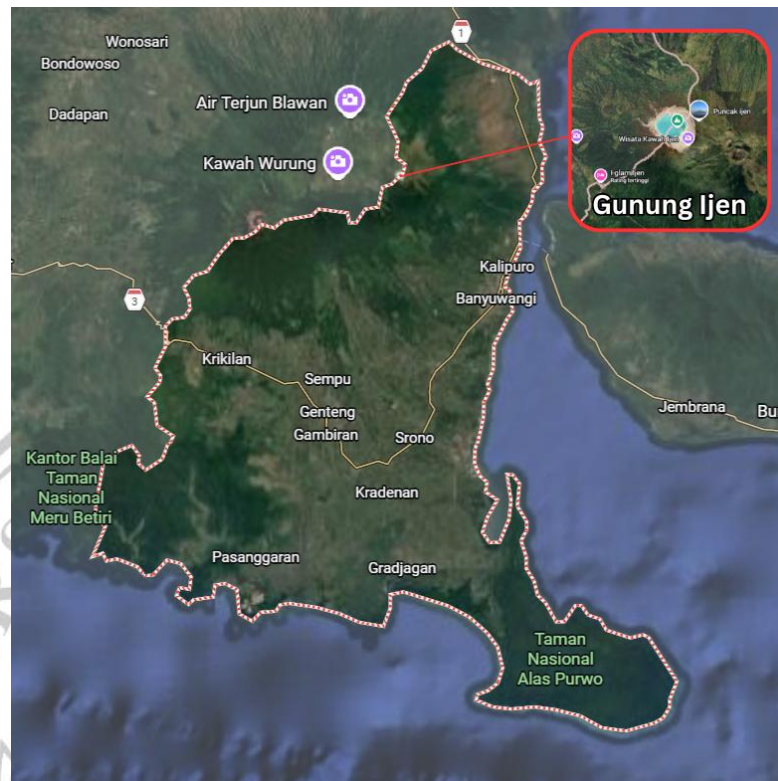 Wonosari
Bondowoso
Dadapan
1
Air Terjun Blawan
Kawah Wurung
Puncak ijen
Wisata Kawah Ijen
Rating tertinggi
Gunung Ijen
Kalipuro
Banyuwangi
3
Krikilan
Sempu
Genteng
Gambiran
Srono
Jembrana
Bu
Kantor Balai
Taman
Nasional
Meru Betiri
Kradenan
Pasanggaran
Gradjagan
Taman
Nasional
Alas Purwo